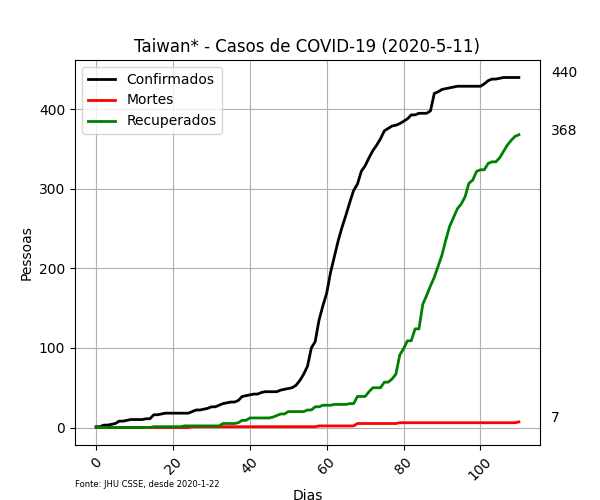 Taiwan* - Casos de COVID-19 (2020-5-11)
Confirmados
Mortes
Recuperados
440
368
7
Pessoas
400
300
200
100
0
0
20
40
60
80
100
Fonte: JHU CSSE, desde 2020-1-22
Dias